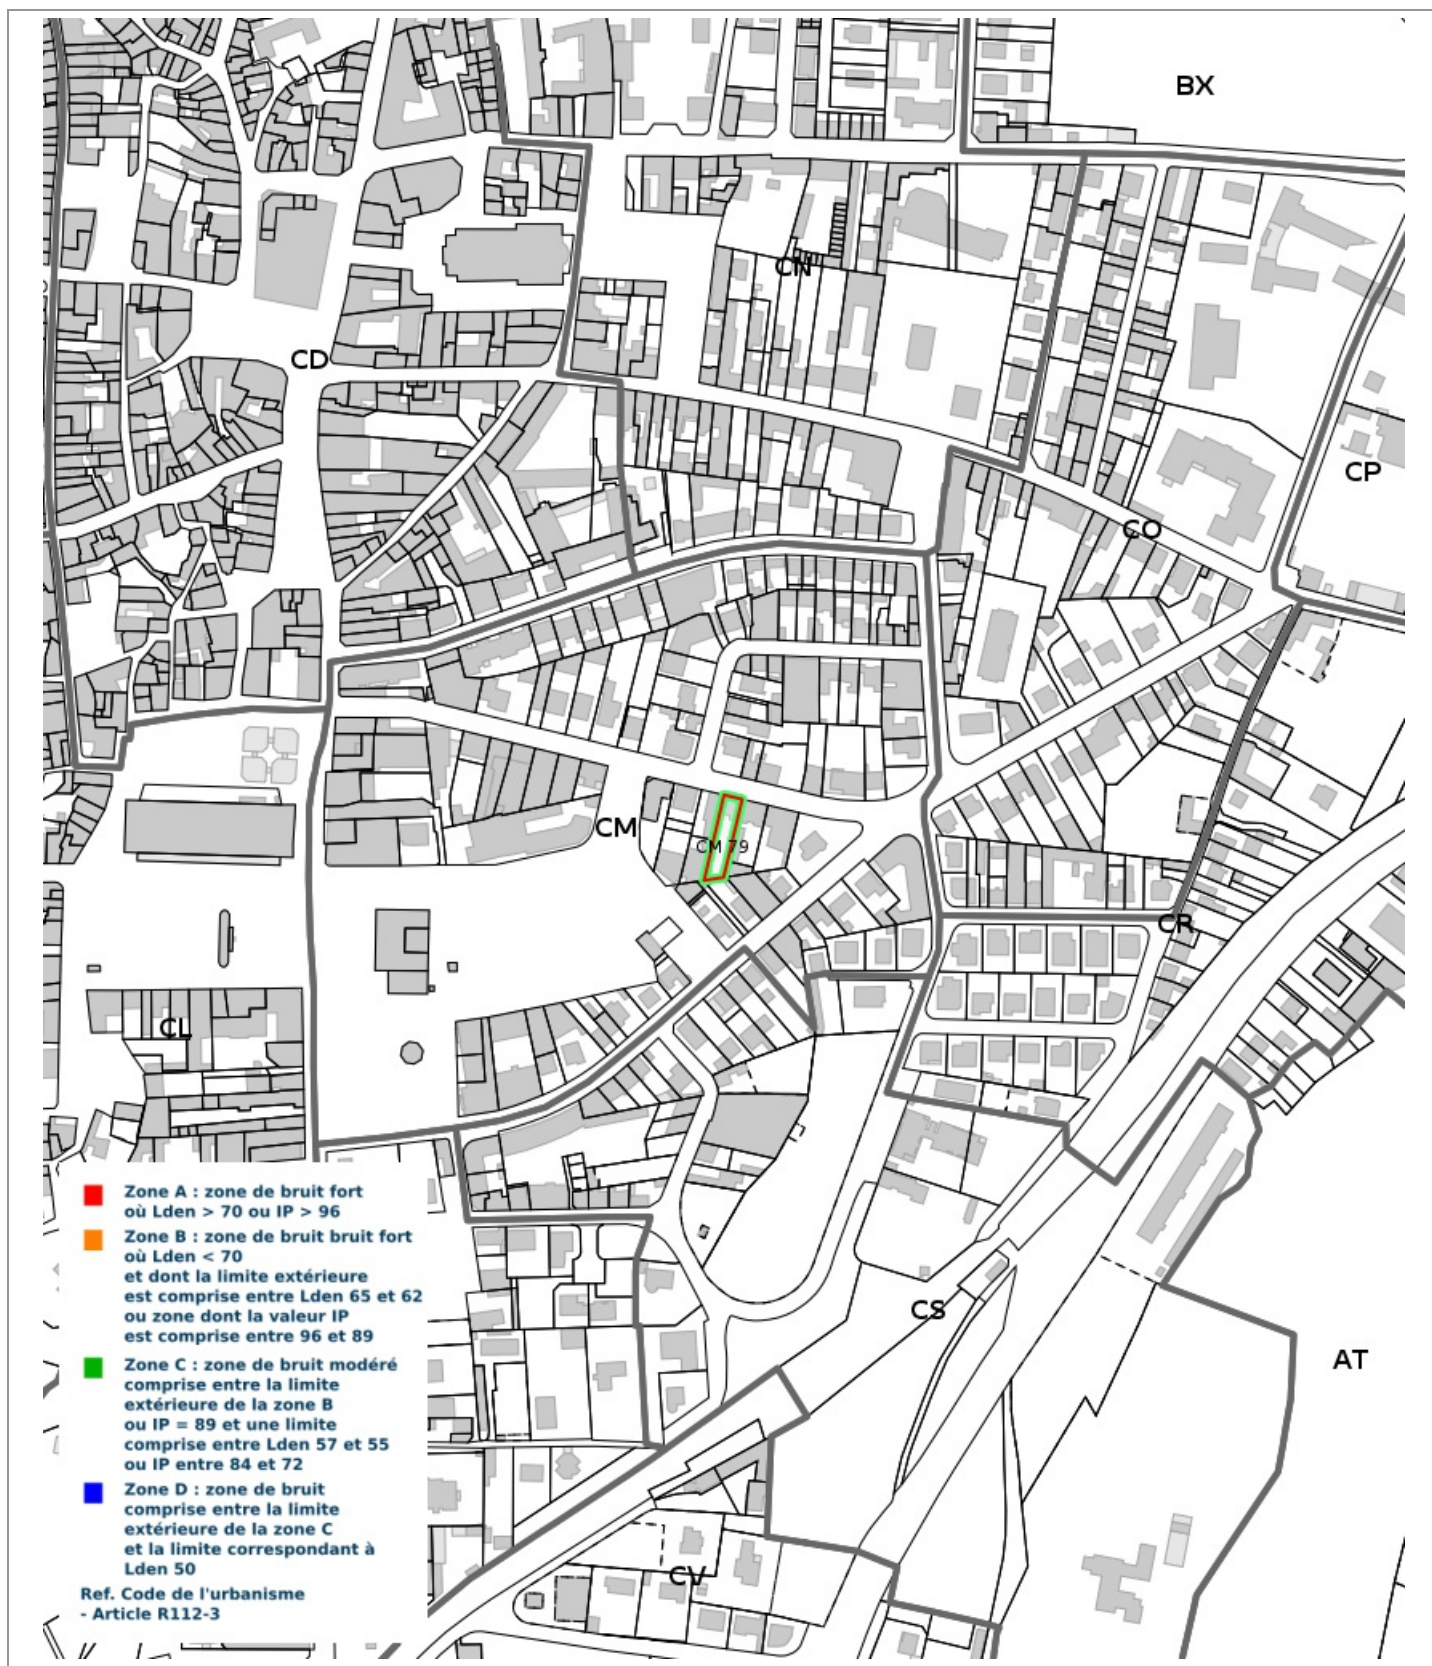 BX
CN
CD
CP
CO
CM
CM 79
CR
CL
CS
AT
CV
Zone A : zone de bruit fort
où Lden > 70 ou IP > 96
Zone B : zone de bruit bruit fort
où Lden < 70
et dont la limite extérieure
est comprise entre Lden 65 et 62
ou zone dont la valeur IP
est comprise entre 96 et 89
Zone C : zone de bruit modéré
comprise entre la limite
extérieure de la zone B
ou IP = 89 et une limite
comprise entre Lden 57 et 55
ou IP entre 84 et 72
Zone D : zone de bruit
comprise entre la limite
extérieure de la zone C
et la limite correspondant à
Lden 50
Ref. Code de l'urbanisme
- Article R112-3